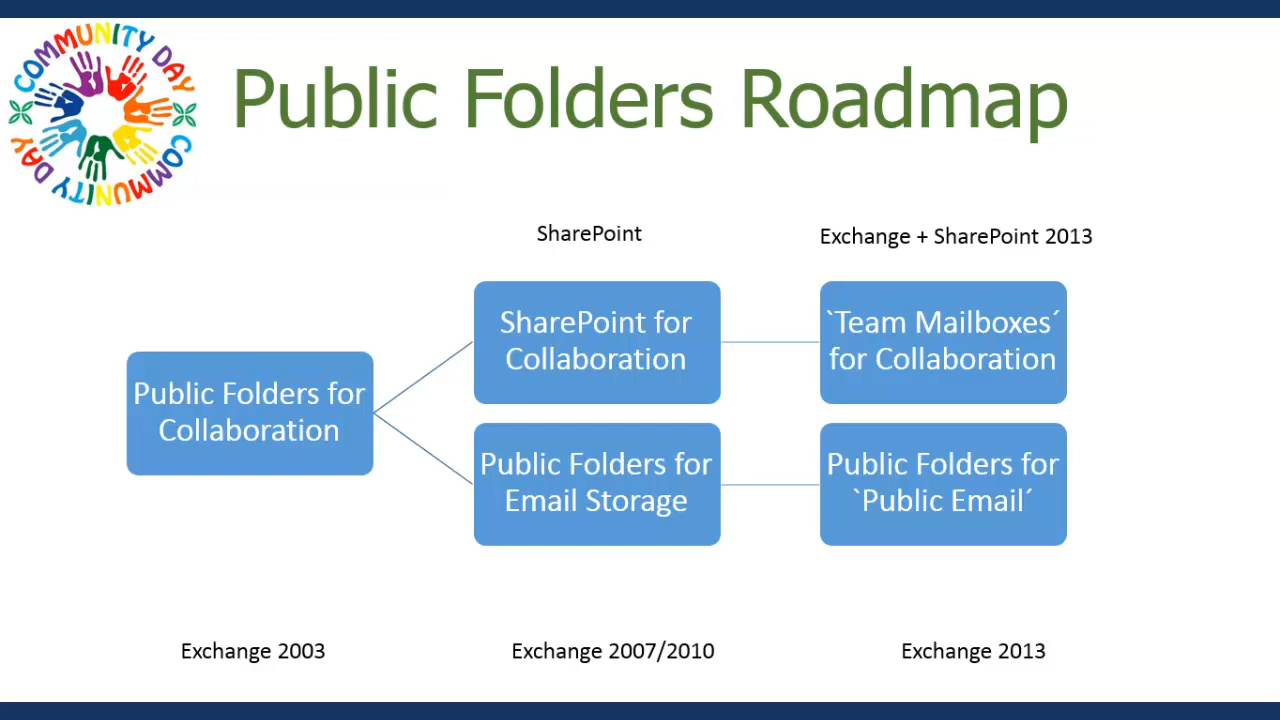 COMMUNITY DAY
COMMUNITY DAY
Public Folders Roadmap
SharePoint
Exchange + SharePoint 2013
SharePoint for
Collaboration
`Team Mailboxes´
for Collaboration
Public Folders for
Collaboration
Public Folders for
Email Storage
Public Folders for
`Public Email´
Exchange 2003
Exchange 2007/2010
Exchange 2013